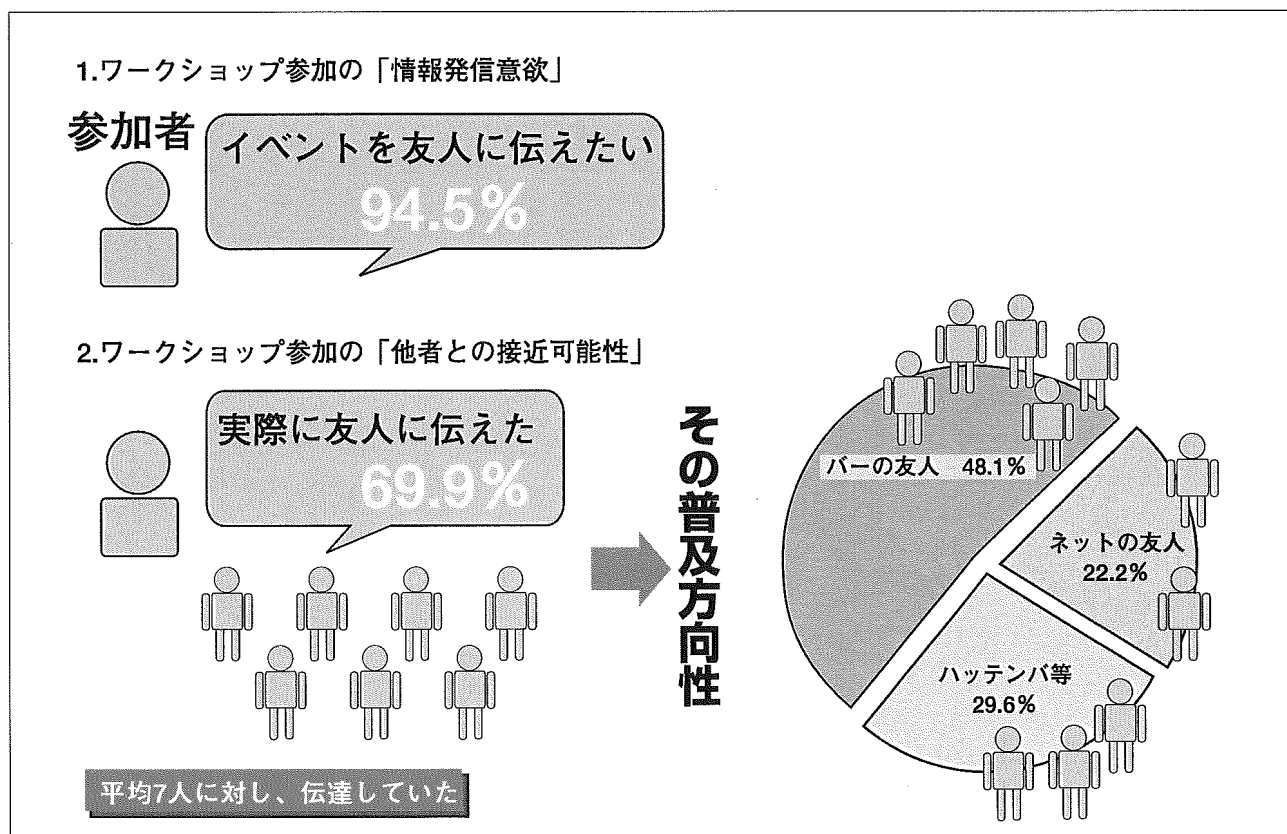 1.ワークショップ参加の「情報発信意欲」
参加者
イベントを友人に伝えたい
94.5%
2.ワークショップ参加の「他者との接近可能性」
実際に友人に伝えた
69.9%
平均7人に対し、伝達していた
その普及方向性
バーの友人 48.1%
ネットの友人
22.2%
ハッテンバ等
29.6%